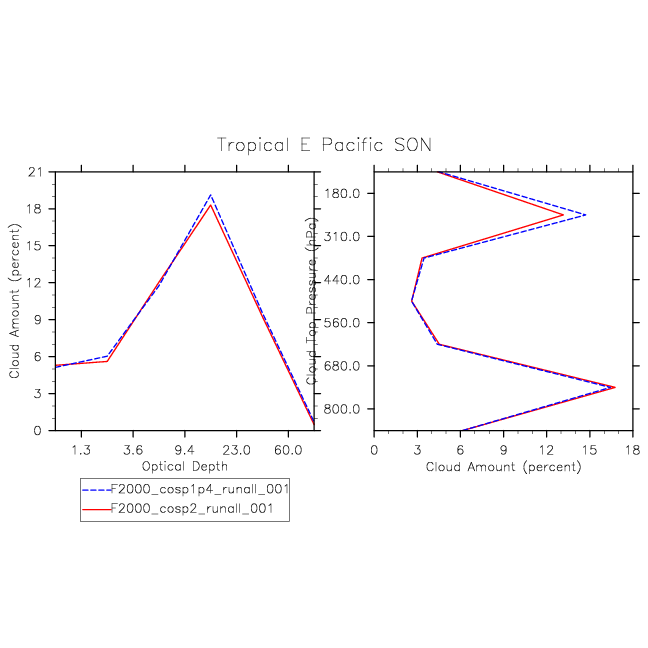 Tropical E Pacific SON
Cloud Amount (percent)
21
18
15
12
9
6
3
0
1.3 3.6 9.4 23.0 60.0
Optical Depth
Cloud Top Pressure (hPa)
180.0
310.0
440.0
560.0
680.0
800.0
0 3 6 9 12 15 18
Cloud Amount (percent)
F2000_cosp1p4_runall_001
F2000_cosp2_runall_001